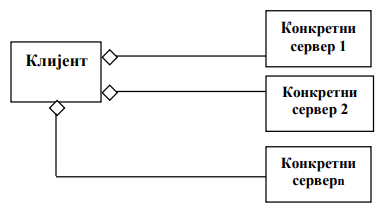 Клијент
Конкретни
сервер 1
Конкретни
сервер 2
Конкретни
серверn